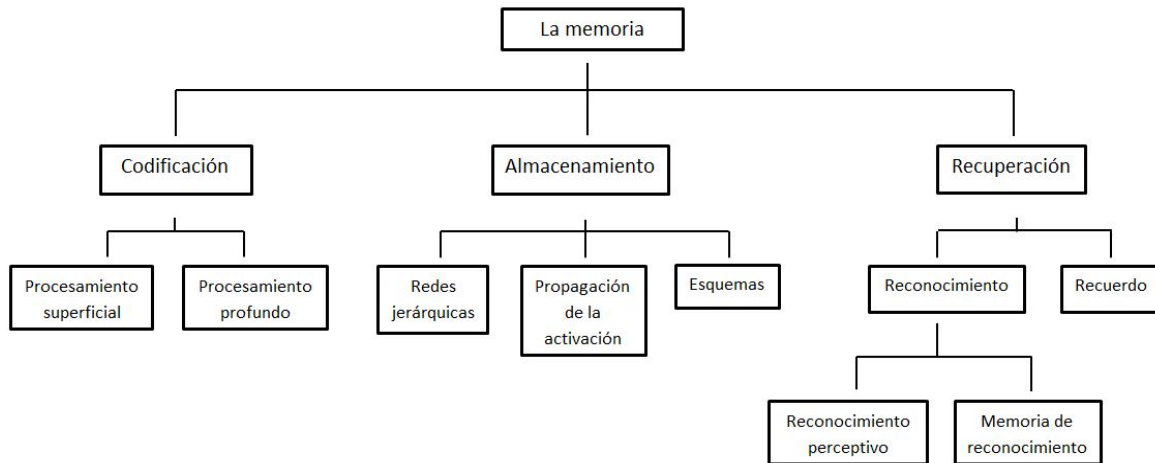 La memoria
Codificación
Almacenamiento
Recuperación
Procesamiento
superficial
Procesamiento
profundo
Redes
jerárquicas
Propagación
de la
activación
Esquemas
Reconocimiento
Recuerdo
Reconocimiento
perceptivo
Memoria de
reconocimiento